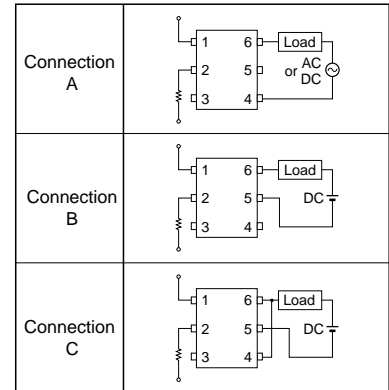 Connection
A
1 6 Load
2 5 or AC
DC
3 4
Connection
B
1 6 Load
2 5 DC
3 4
Connection
C
1 6 Load
2 5 DC
3 4